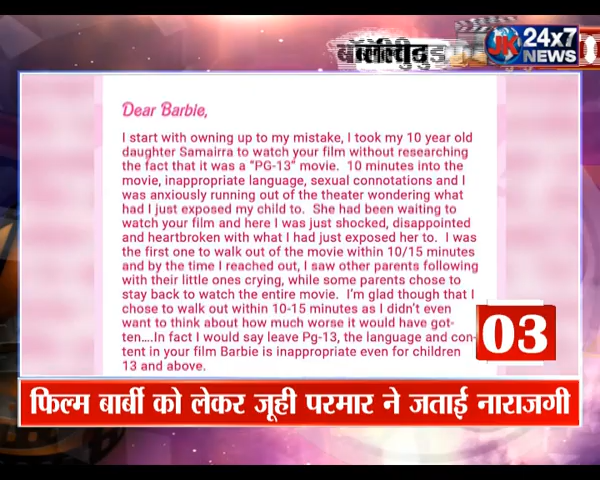 JK 24x7
NEWS
Dear Barbie,
I start with owning up to my mistake, I took my 10 year old
daughter Samairra to watch your film without researching
the fact that it was a “PG-13” movie. 10 minutes into the
movie, inappropriate language, sexual connotations and I
was anxiously running out of the theater wondering what
had I just exposed my child to. She had been waiting to
watch your film and here I was just shocked, disappointed
and heartbroken with what I had just exposed her to. I was
the first one to walk out of the movie within 10/15 minutes
and by the time I reached out, I saw other parents following
with their little ones crying, while some parents chose to
stay back to watch the entire movie. I’m glad though that I
chose to walk out within 10-15 minutes as I didn’t even
want to think about how much worse it would have got-
ten....In fact I would say leave Pg-13, the language and con-
tent in your film Barbie is inappropriate even for children
13 and above.
03
फिल्म बार्बी को लेकर जूही परमार ने जताई नाराजगी